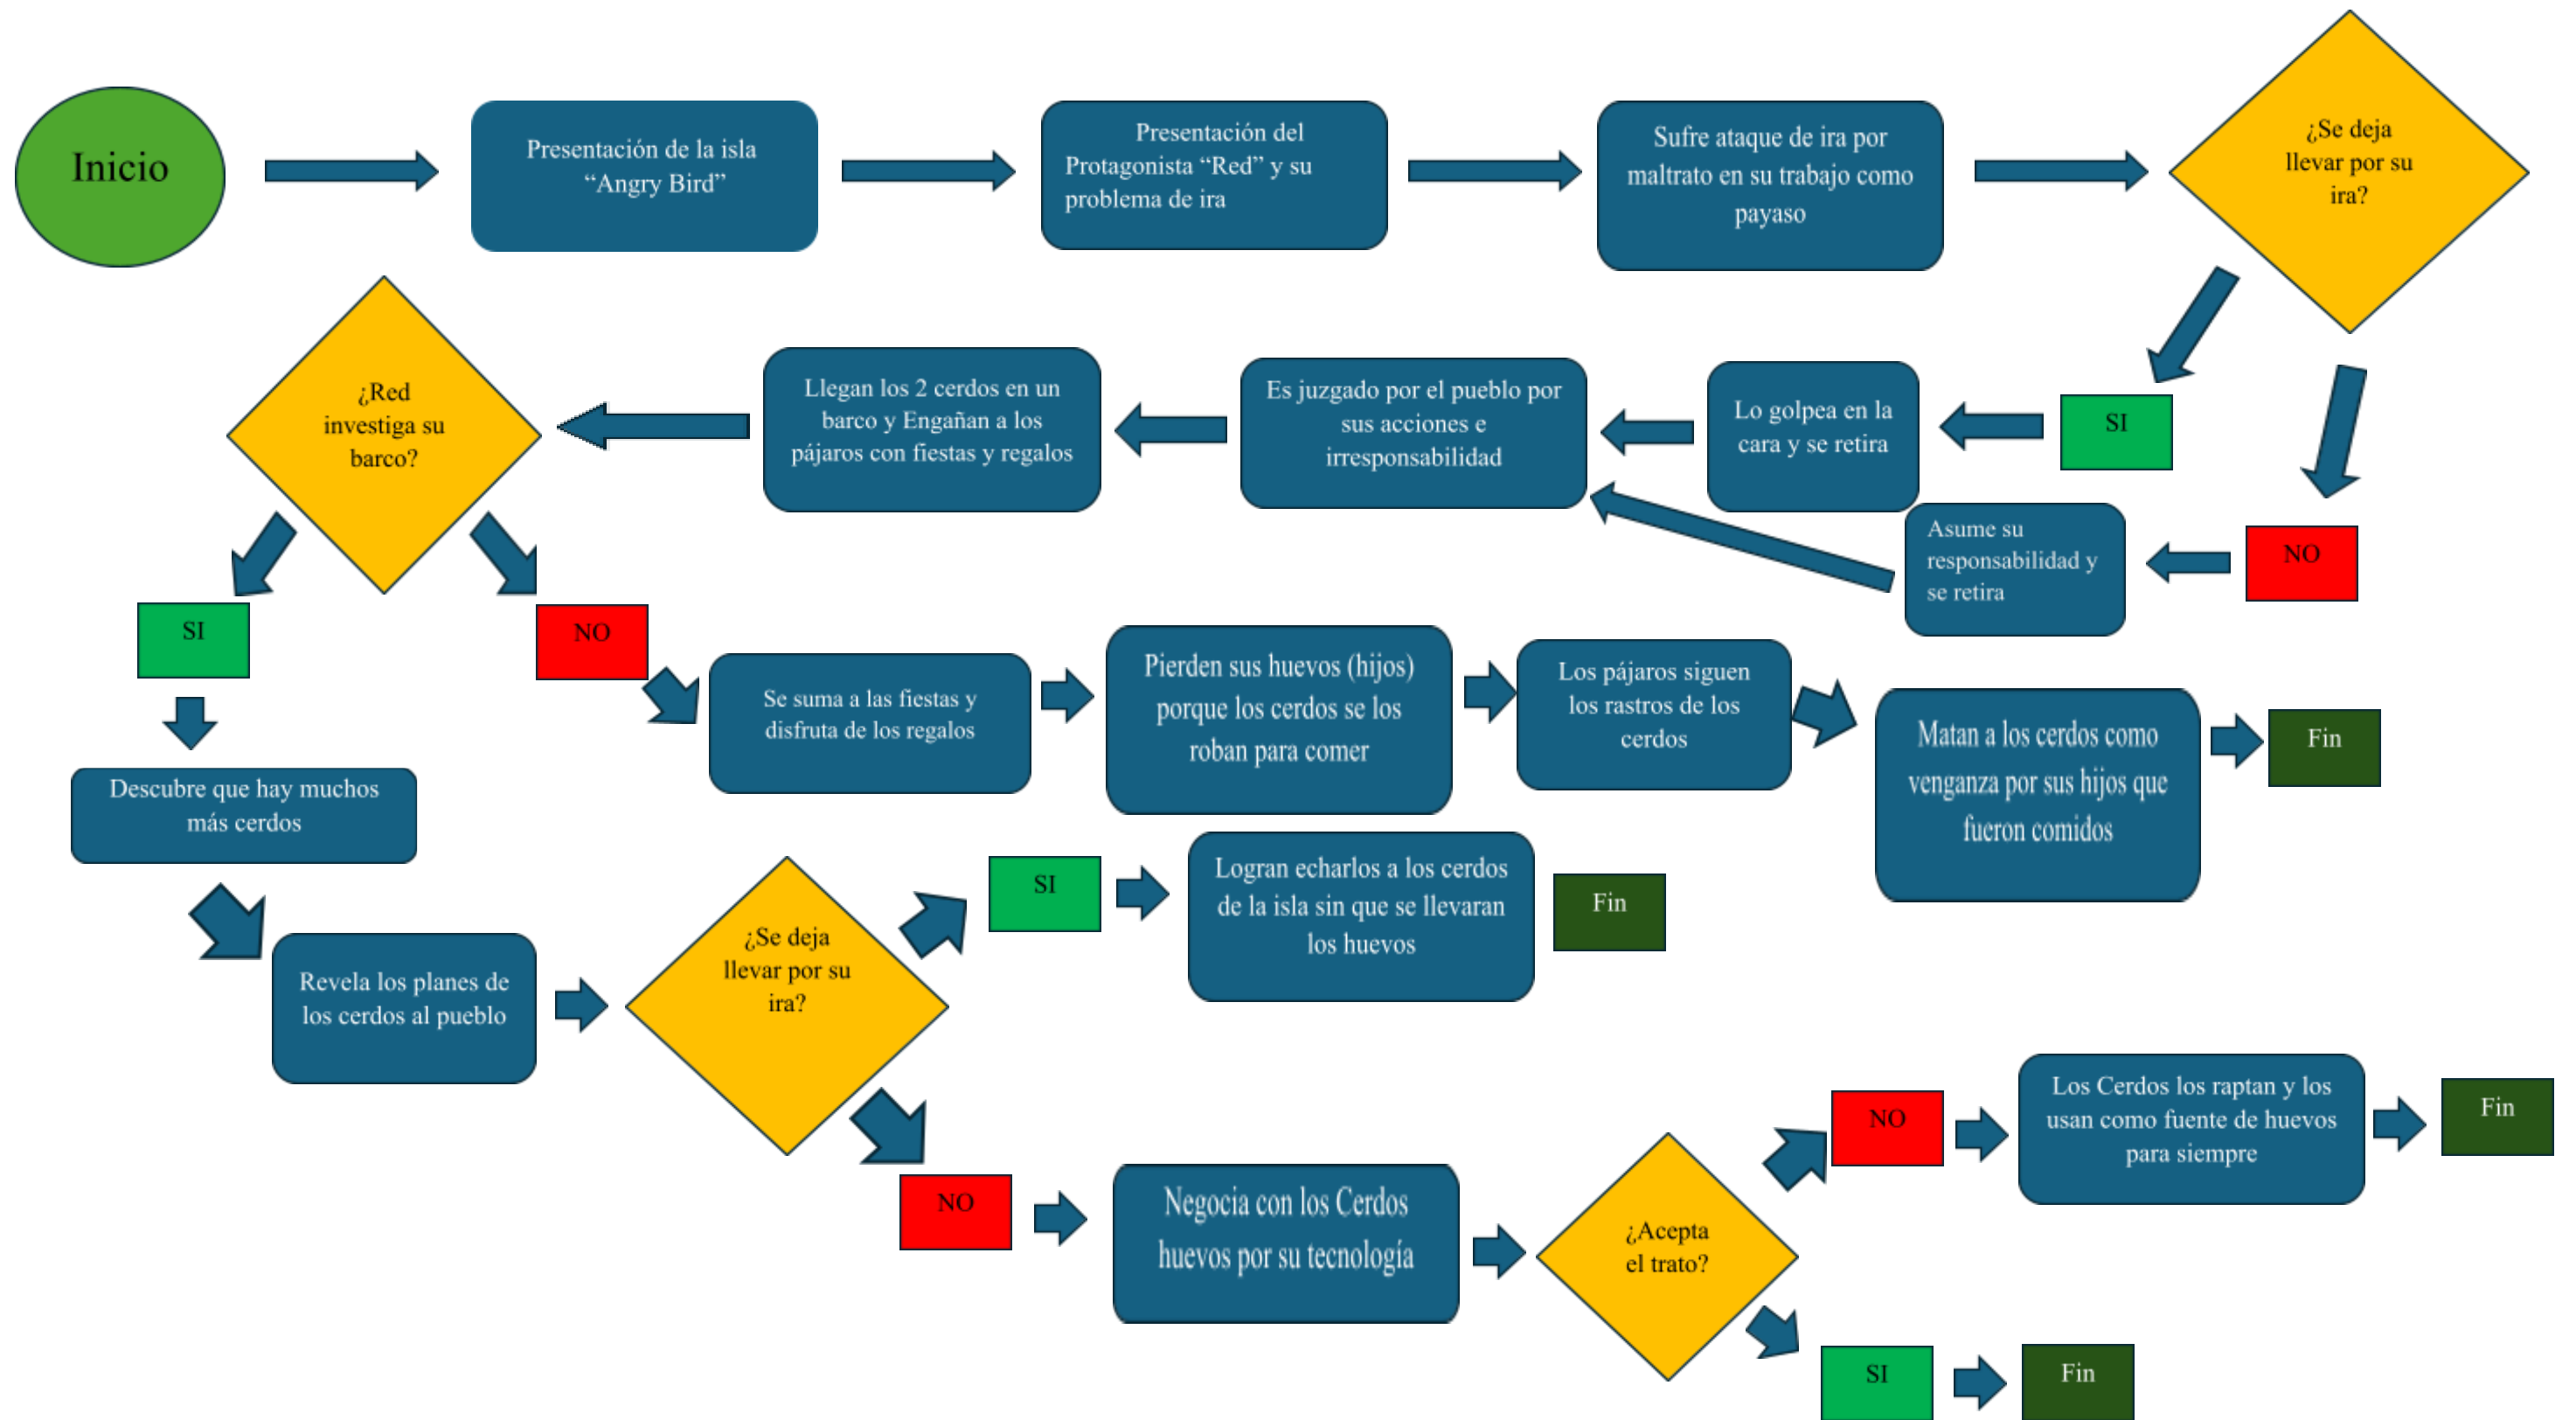 Inicio
Presentación de la isla
“Angry Bird”
Presentación del
Protagonista “Red” y su
problema de ira
Sufre ataque de ira por
maltrato en su trabajo como
payaso
¿Se deja
llevar por su
ira?
SI
Lo golpea en la
cara y se retira
NO
Asume su
responsabilidad y
se retira
Es juzgado por el pueblo por
sus acciones e
irresponsabilidad
Llegan los 2 cerdos en un
barco y Engañan a los
pájaros con fiestas y regalos
¿Red
investiga su
barco?
SI
NO
Se suma a las fiestas y
disfruta de los regalos
Pierden sus huevos (hijos)
porque los cerdos se los
roban para comer
Los pájaros siguen
los rastros de los
cerdos
Matan a los cerdos como
venganza por sus hijos que
fueron comidos
Fin
Descubre que hay muchos
más cerdos
Revela los planes de
los cerdos al pueblo
¿Se deja
llevar por su
ira?
SI
Logran echarlos a los cerdos
de la isla sin que se llevaran
los huevos
Fin
NO
Negocia con los Cerdos
huevos por su tecnología
¿Acepta
el trato?
NO
Los Cerdos los raptan y los
usan como fuente de huevos
para siempre
Fin
SI
Fin